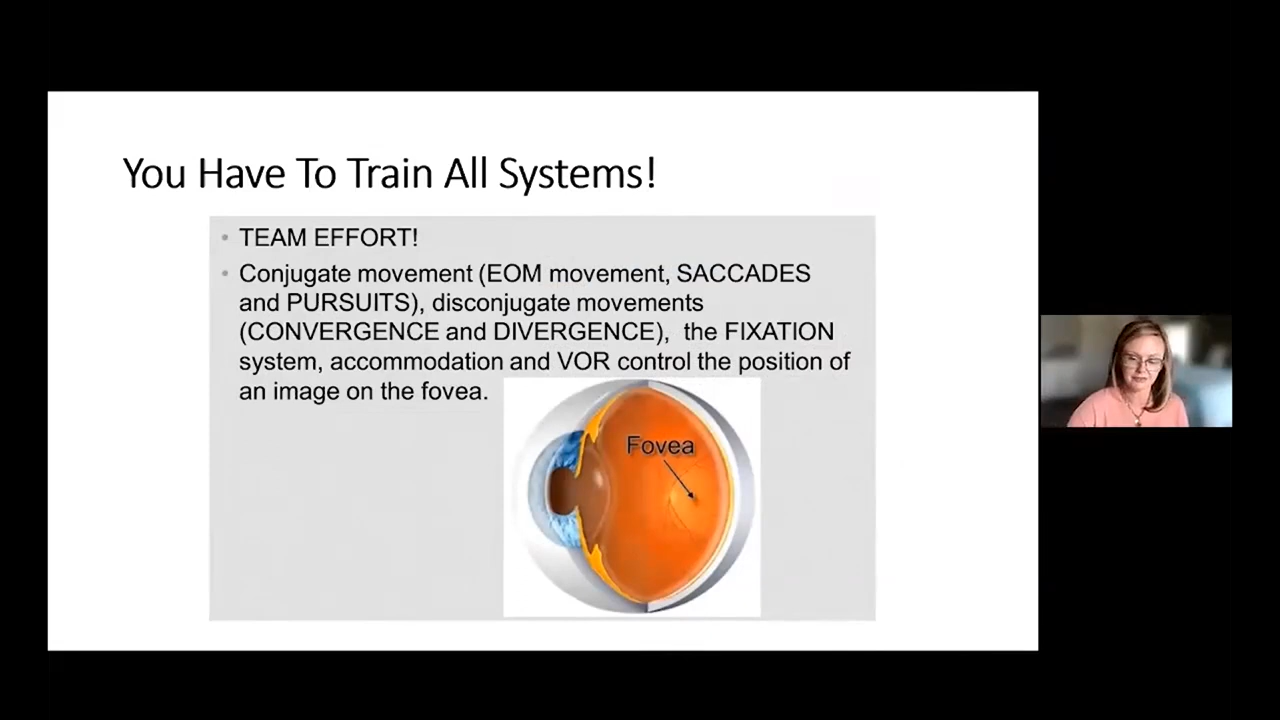 You Have To Train All Systems!
• TEAM EFFORT!
• Conjugate movement (EOM movement, SACCADES
and PURSUITS), disconjugate movements
(CONVERGENCE and DIVERGENCE), the FIXATION
system, accommodation and VOR control the position of
an image on the fovea.
Fovea